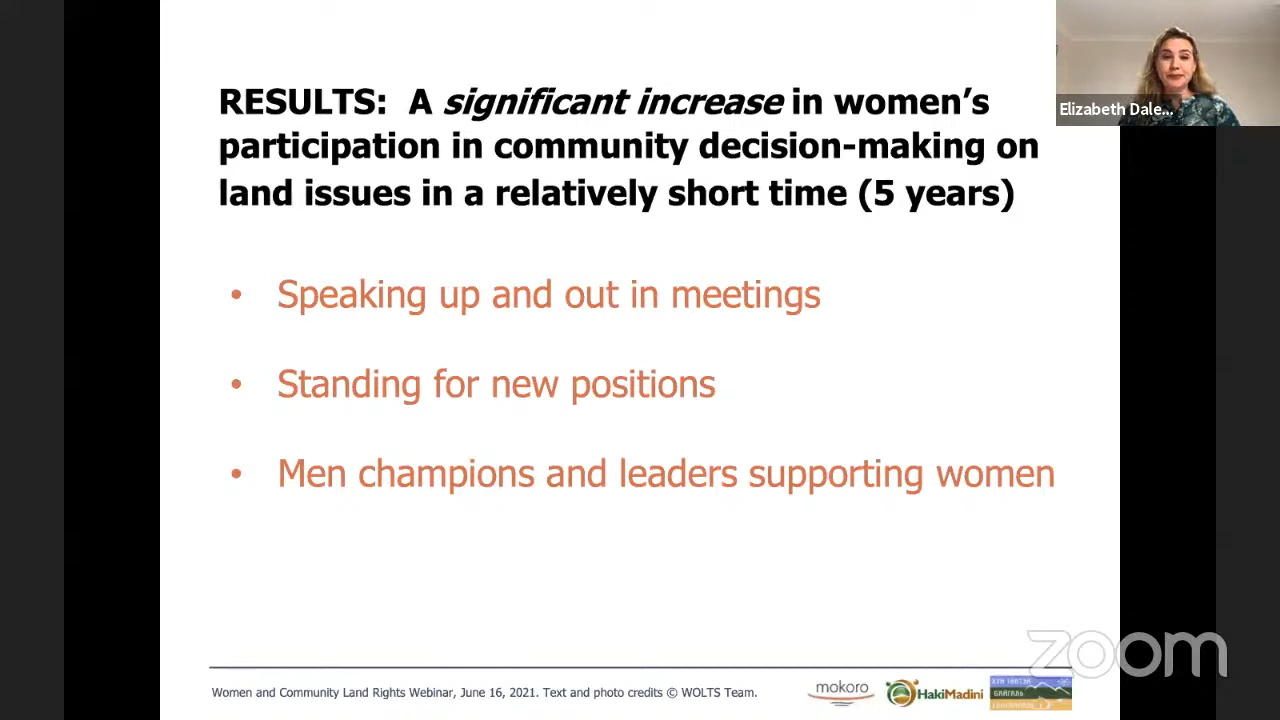 Elizabeth Dale...
RESULTS: A significant increase in women’s
participation in community decision-making on
land issues in a relatively short time (5 years)
• Speaking up and out in meetings
• Standing for new positions
• Men champions and leaders supporting women
zoom
Women and Community Land Rights Webinar, June 16, 2021. Text and photo credits © WOLTS Team.
mokoro
HakiMadini